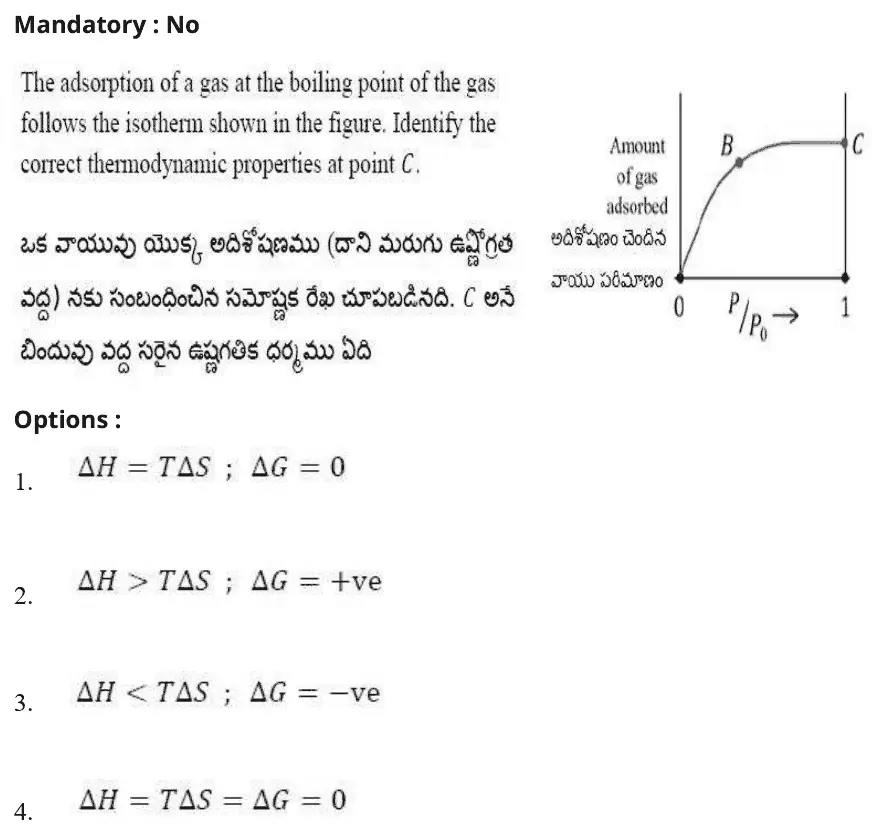 Mandatory : No
The adsorption of a gas at the boiling point of the gas
follows the isotherm shown in the figure. Identify the
correct thermodynamic properties at point C.
ఒక వాయువు యొక్క అదిశోషణము (దాని మరుగు ఉష్ణోగ్రత
వద్ద) నకు సంబంధించిన సమోష్ణక రేఖ చూపబడినది. C అనే
బిందువు వద్ద సరైన ఉష్ణగతిక ధర్మము ఏది
Amount
of gas
adsorbed
అదిశోషణం చెందిన
వాయు పరిమాణం
B
C
0
P/P₀ →
1
Options :
1. ΔH = TΔS ; ΔG = 0
2. ΔH > TΔS ; ΔG = +ve
3. ΔH < TΔS ; ΔG = −ve
4. ΔH = TΔS = ΔG = 0